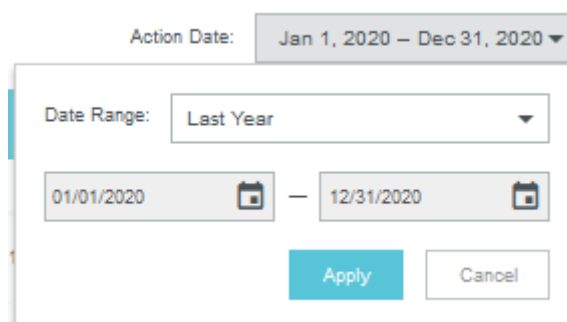 Action Date: Jan 1, 2020 – Dec 31, 2020
Date Range: Last Year
01/01/2020 — 12/31/2020
Apply Cancel